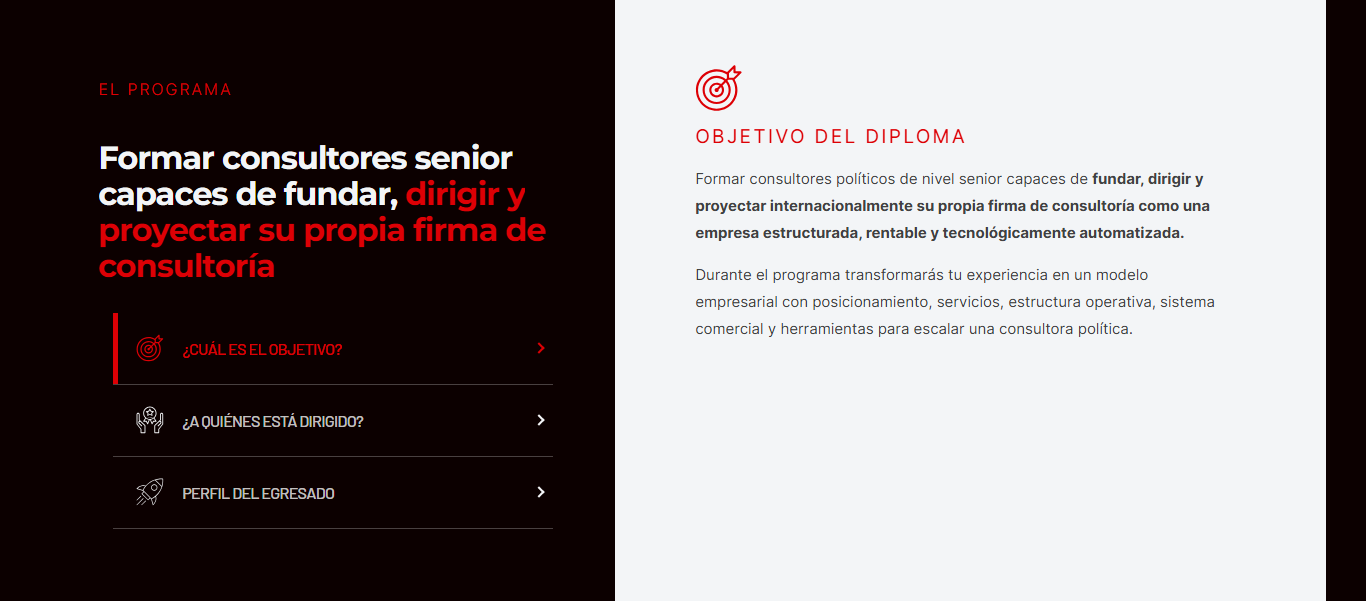 EL PROGRAMA
Formar consultores senior
capaces de fundar, dirigir y
proyectar su propia firma de
consultoría
¿CUÁL ES EL OBJETIVO?
¿A QUIÉNES ESTÁ DIRIGIDO?
PERFIL DEL EGRESADO
OBJETIVO DEL DIPLOMA
Formar consultores políticos de nivel senior capaces de fundar, dirigir y
proyectar internacionalmente su propia firma de consultoría como una
empresa estructurada, rentable y tecnológicamente automatizada.
Durante el programa transformarás tu experiencia en un modelo
empresarial con posicionamiento, servicios, estructura operativa, sistema
comercial y herramientas para escalar una consultora política.